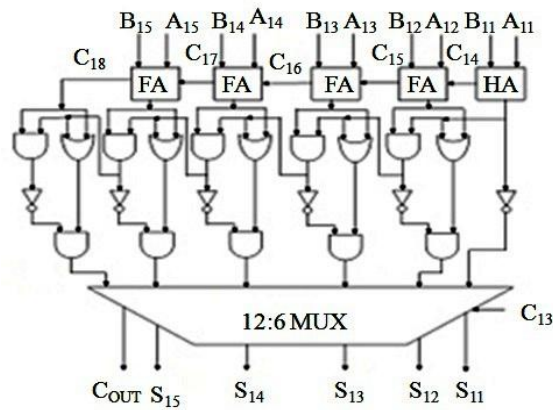 B15 A15 B14 A14 B13 A13 B12 A12 B11 A11
C18 C17 C16 C15 C14
FA FA FA FA HA
12:6 MUX
C13
COUT S15 S14 S13 S12 S11